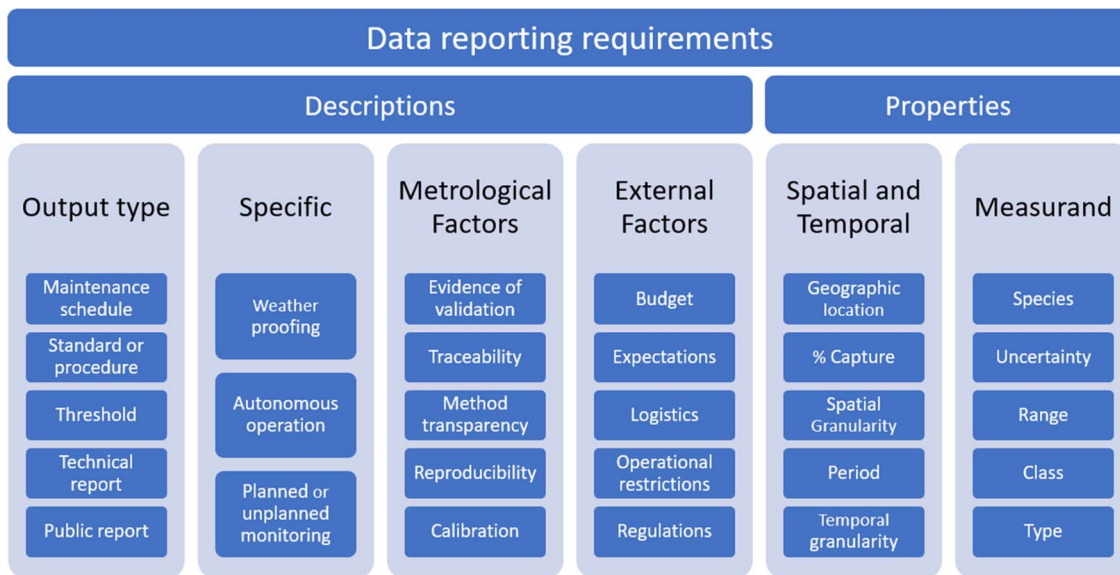 Data reporting requirements
Descriptions
Properties
Output type
Maintenance
schedule
Standard or
procedure
Threshold
Technical
report
Public report
Specific
Weather
proofing
Autonomous
operation
Planned or
unplanned
monitoring
Metrological
Factors
Evidence of
validation
Traceability
Method
transparency
Reproducibility
Calibration
External
Factors
Budget
Expectations
Logistics
Operational
restrictions
Regulations
Spatial and
Temporal
Geographic
location
% Capture
Spatial
Granularity
Period
Temporal
granularity
Measurand
Species
Uncertainty
Range
Class
Type